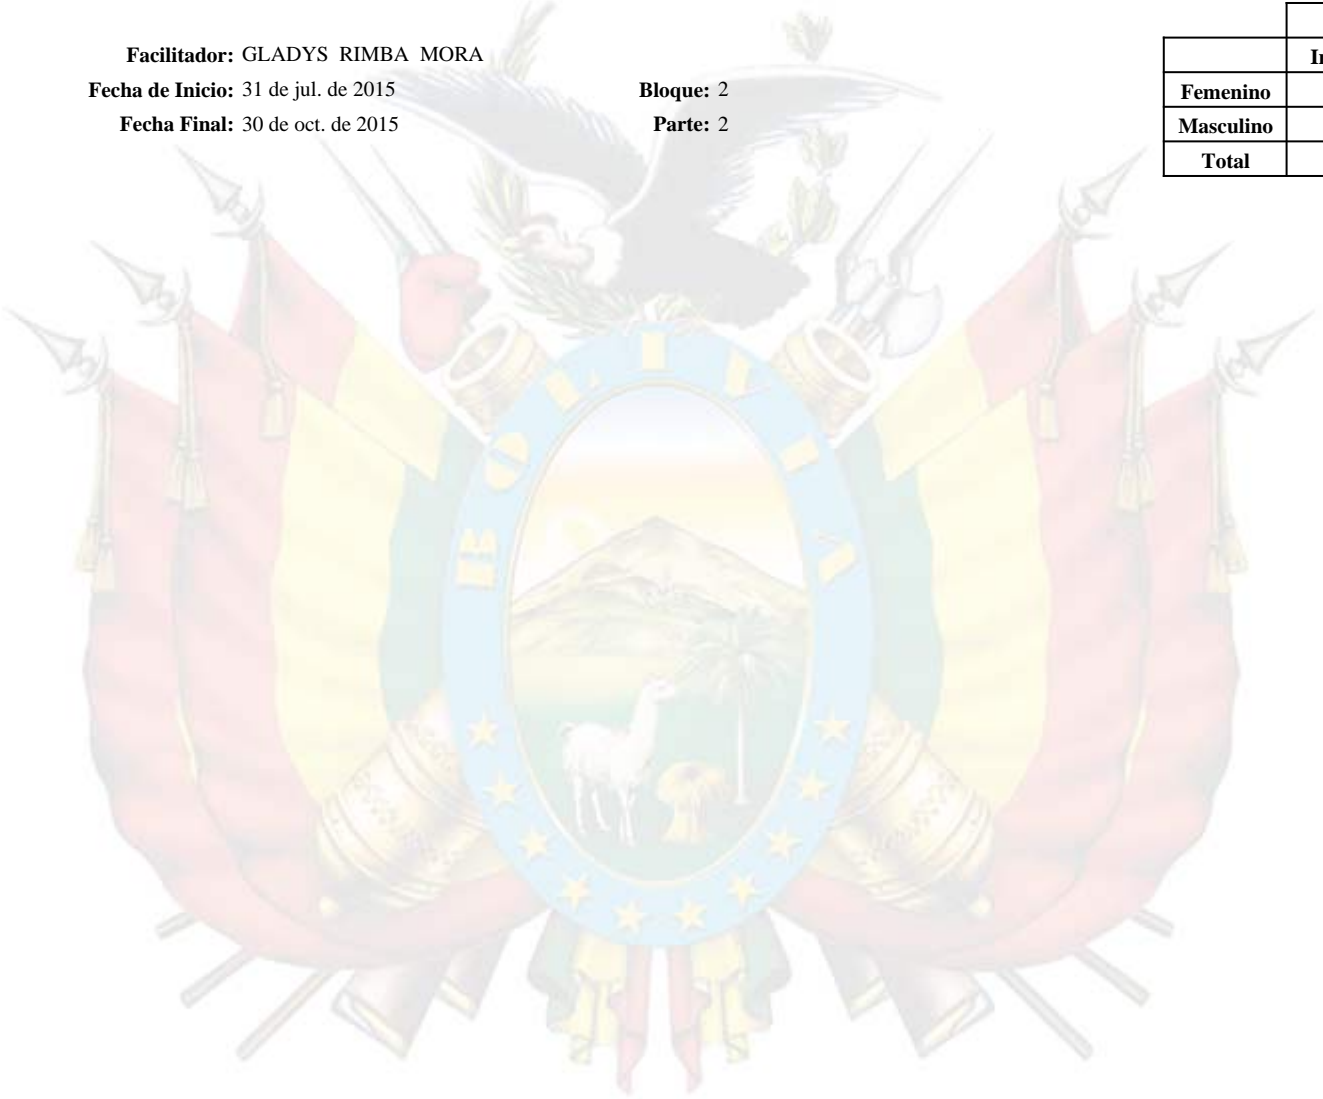 Facilitador: GLADYS RIMBA MORA
Fecha de Inicio: 31 de jul. de 2015 Bloque: 2
Fecha Final: 30 de oct. de 2015 Parte: 2
Femenino
Masculino
Total
BOLIVIA